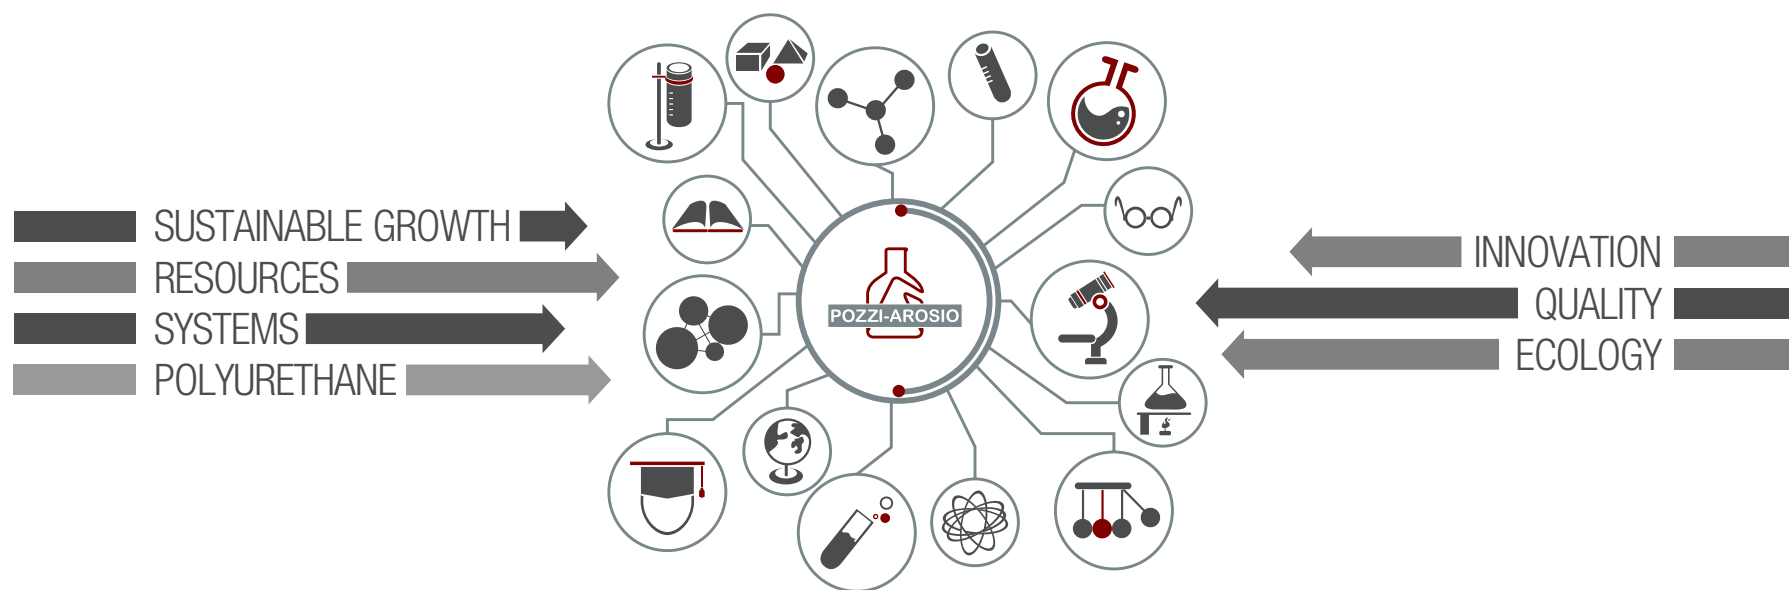 SUSTAINABLE GROWTH
RESOURCES
SYSTEMS
POLYURETHANE
POZZI-AROSIO
INNOVATION
QUALITY
ECOLOGY